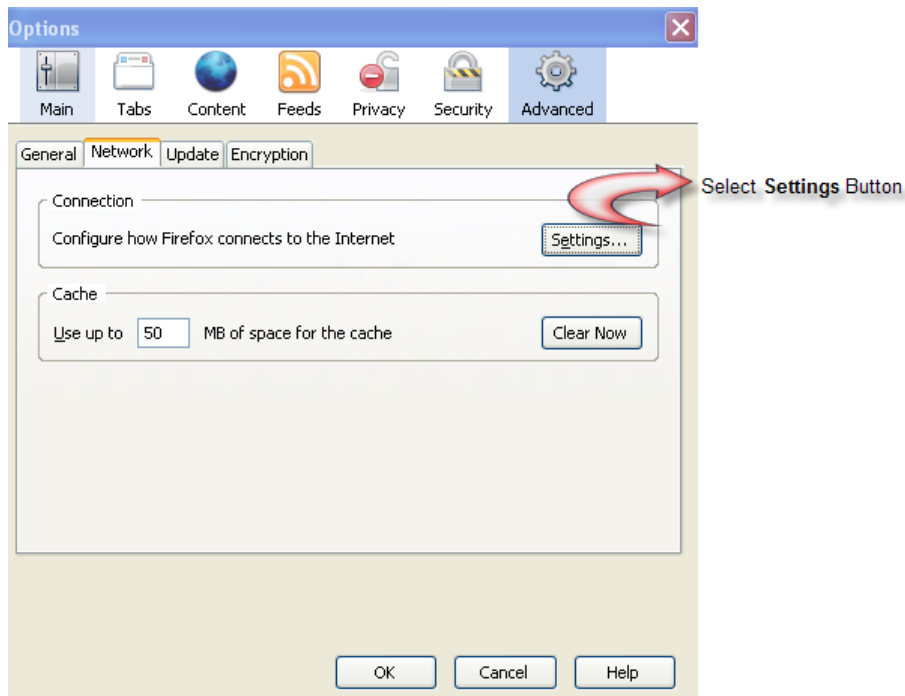 Options
Main Tabs Content Feeds Privacy Security Advanced
General Network Update Encryption
Select Settings Button
Connection
Configure how Firefox connects to the Internet Settings...
Cache
Use up to 50 MB of space for the cache Clear Now
OK Cancel Help